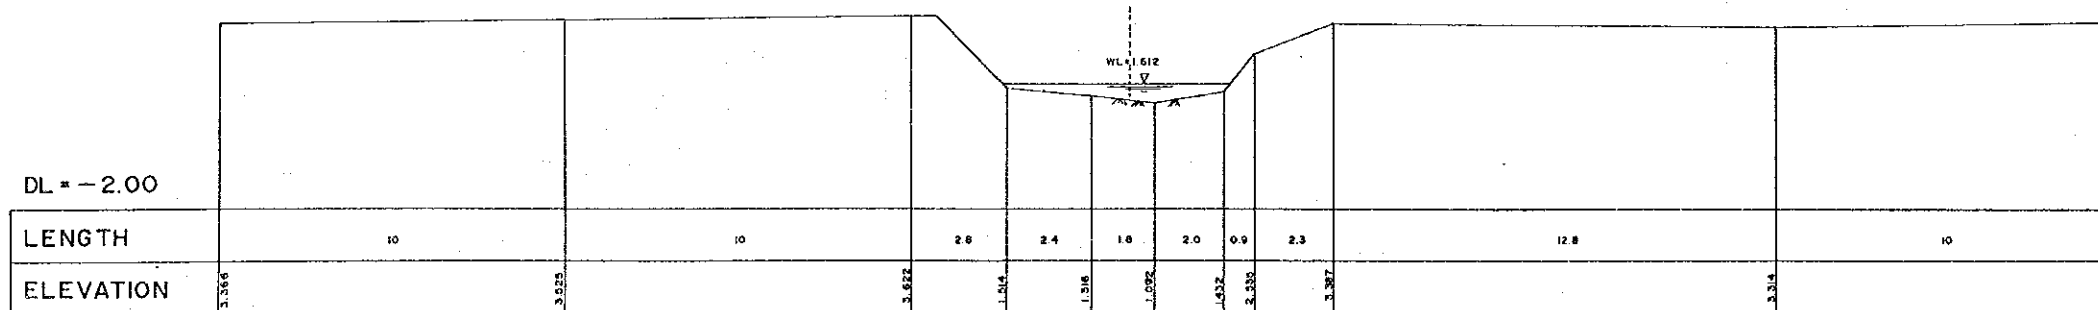 WL=1.612
DL = -2.00
LENGTH 10 10 2.8 2.4 1.8 2.0 0.9 2.3 12.8 10
ELEVATION 3.366 3.525 3.622 1.514 1.318 1.092 1.432 2.535 3.387 3.314